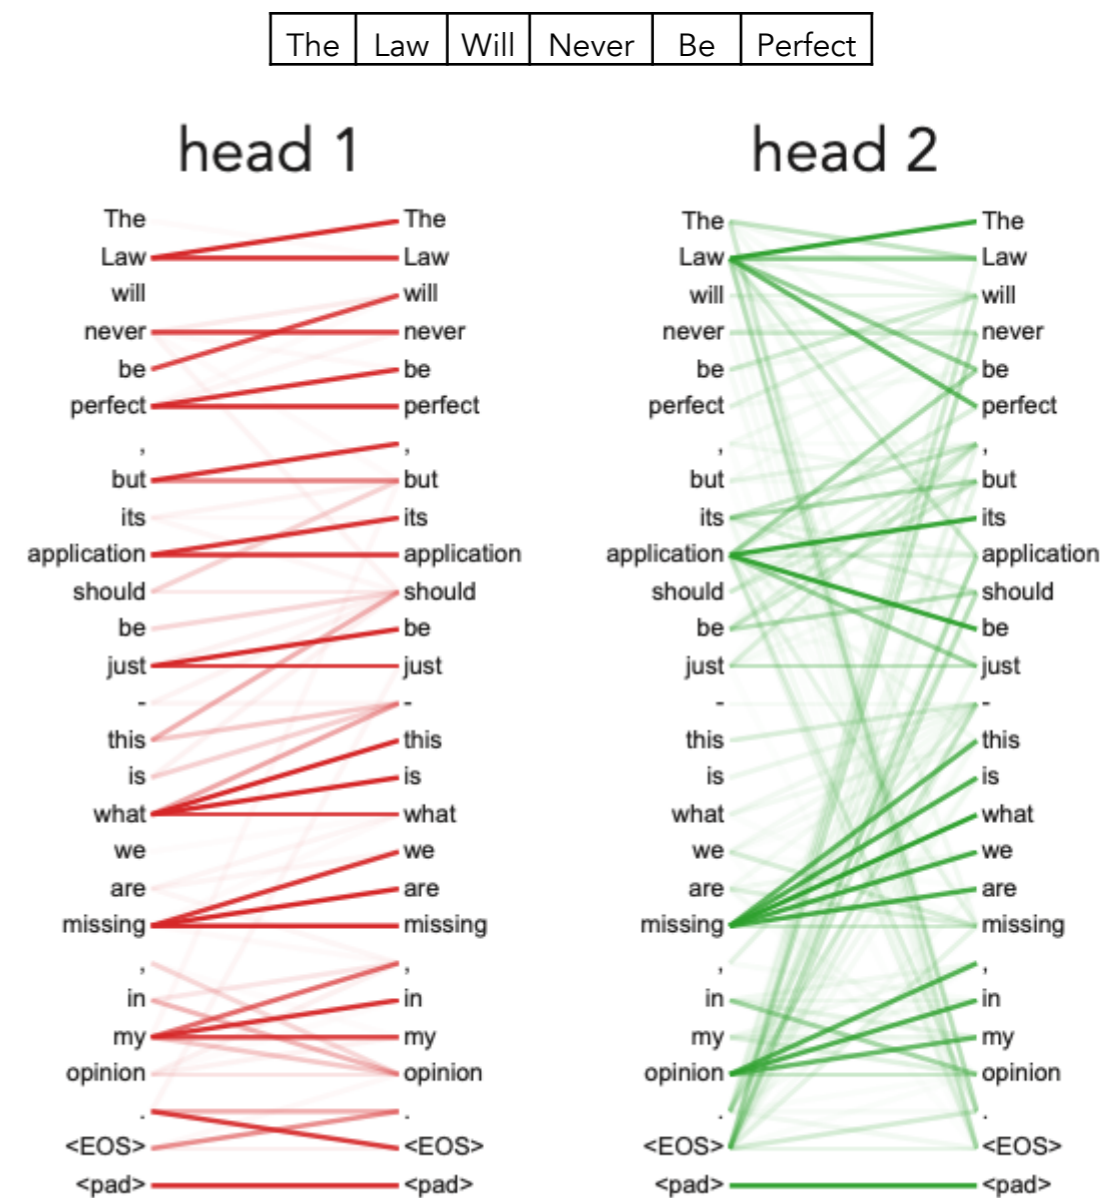 The Law Will Never Be Perfect
head 1 head 2
The The The The
Law Law Law Law
will will will will
never never never never
be be be be
perfect perfect perfect perfect
, , , ,
but but but but
its its its its
application application application application
should should should should
be be be be
just just just just
- - - -
this this this this
is is is is
what what what what
we we we we
are are are are
missing missing missing missing
, , , ,
in in in in
my my my my
opinion opinion opinion opinion
. . . .
<EOS> <EOS> <EOS> <EOS>
<pad> <pad> <pad> <pad>